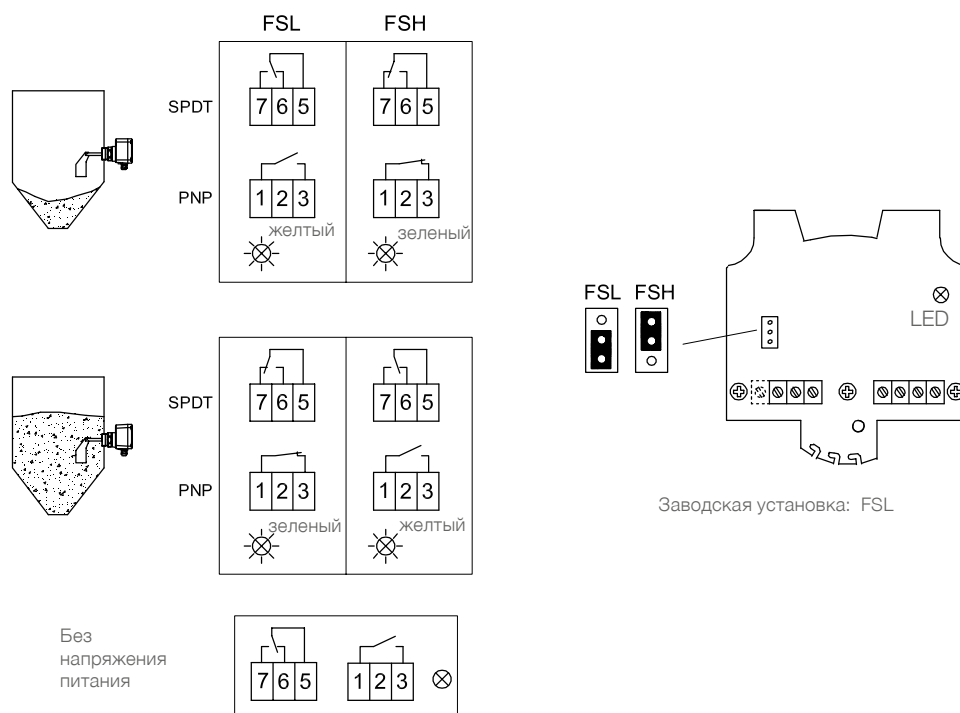 FSL FSH
SPDT
7 6 5 7 6 5
PNP
1 2 3 1 2 3
желтый зеленый
FSL FSH
LED
SPDT
7 6 5 7 6 5
PNP
1 2 3 1 2 3
зеленый желтый
Заводская установка: FSL
Без
напряжения
питания
7 6 5 1 2 3